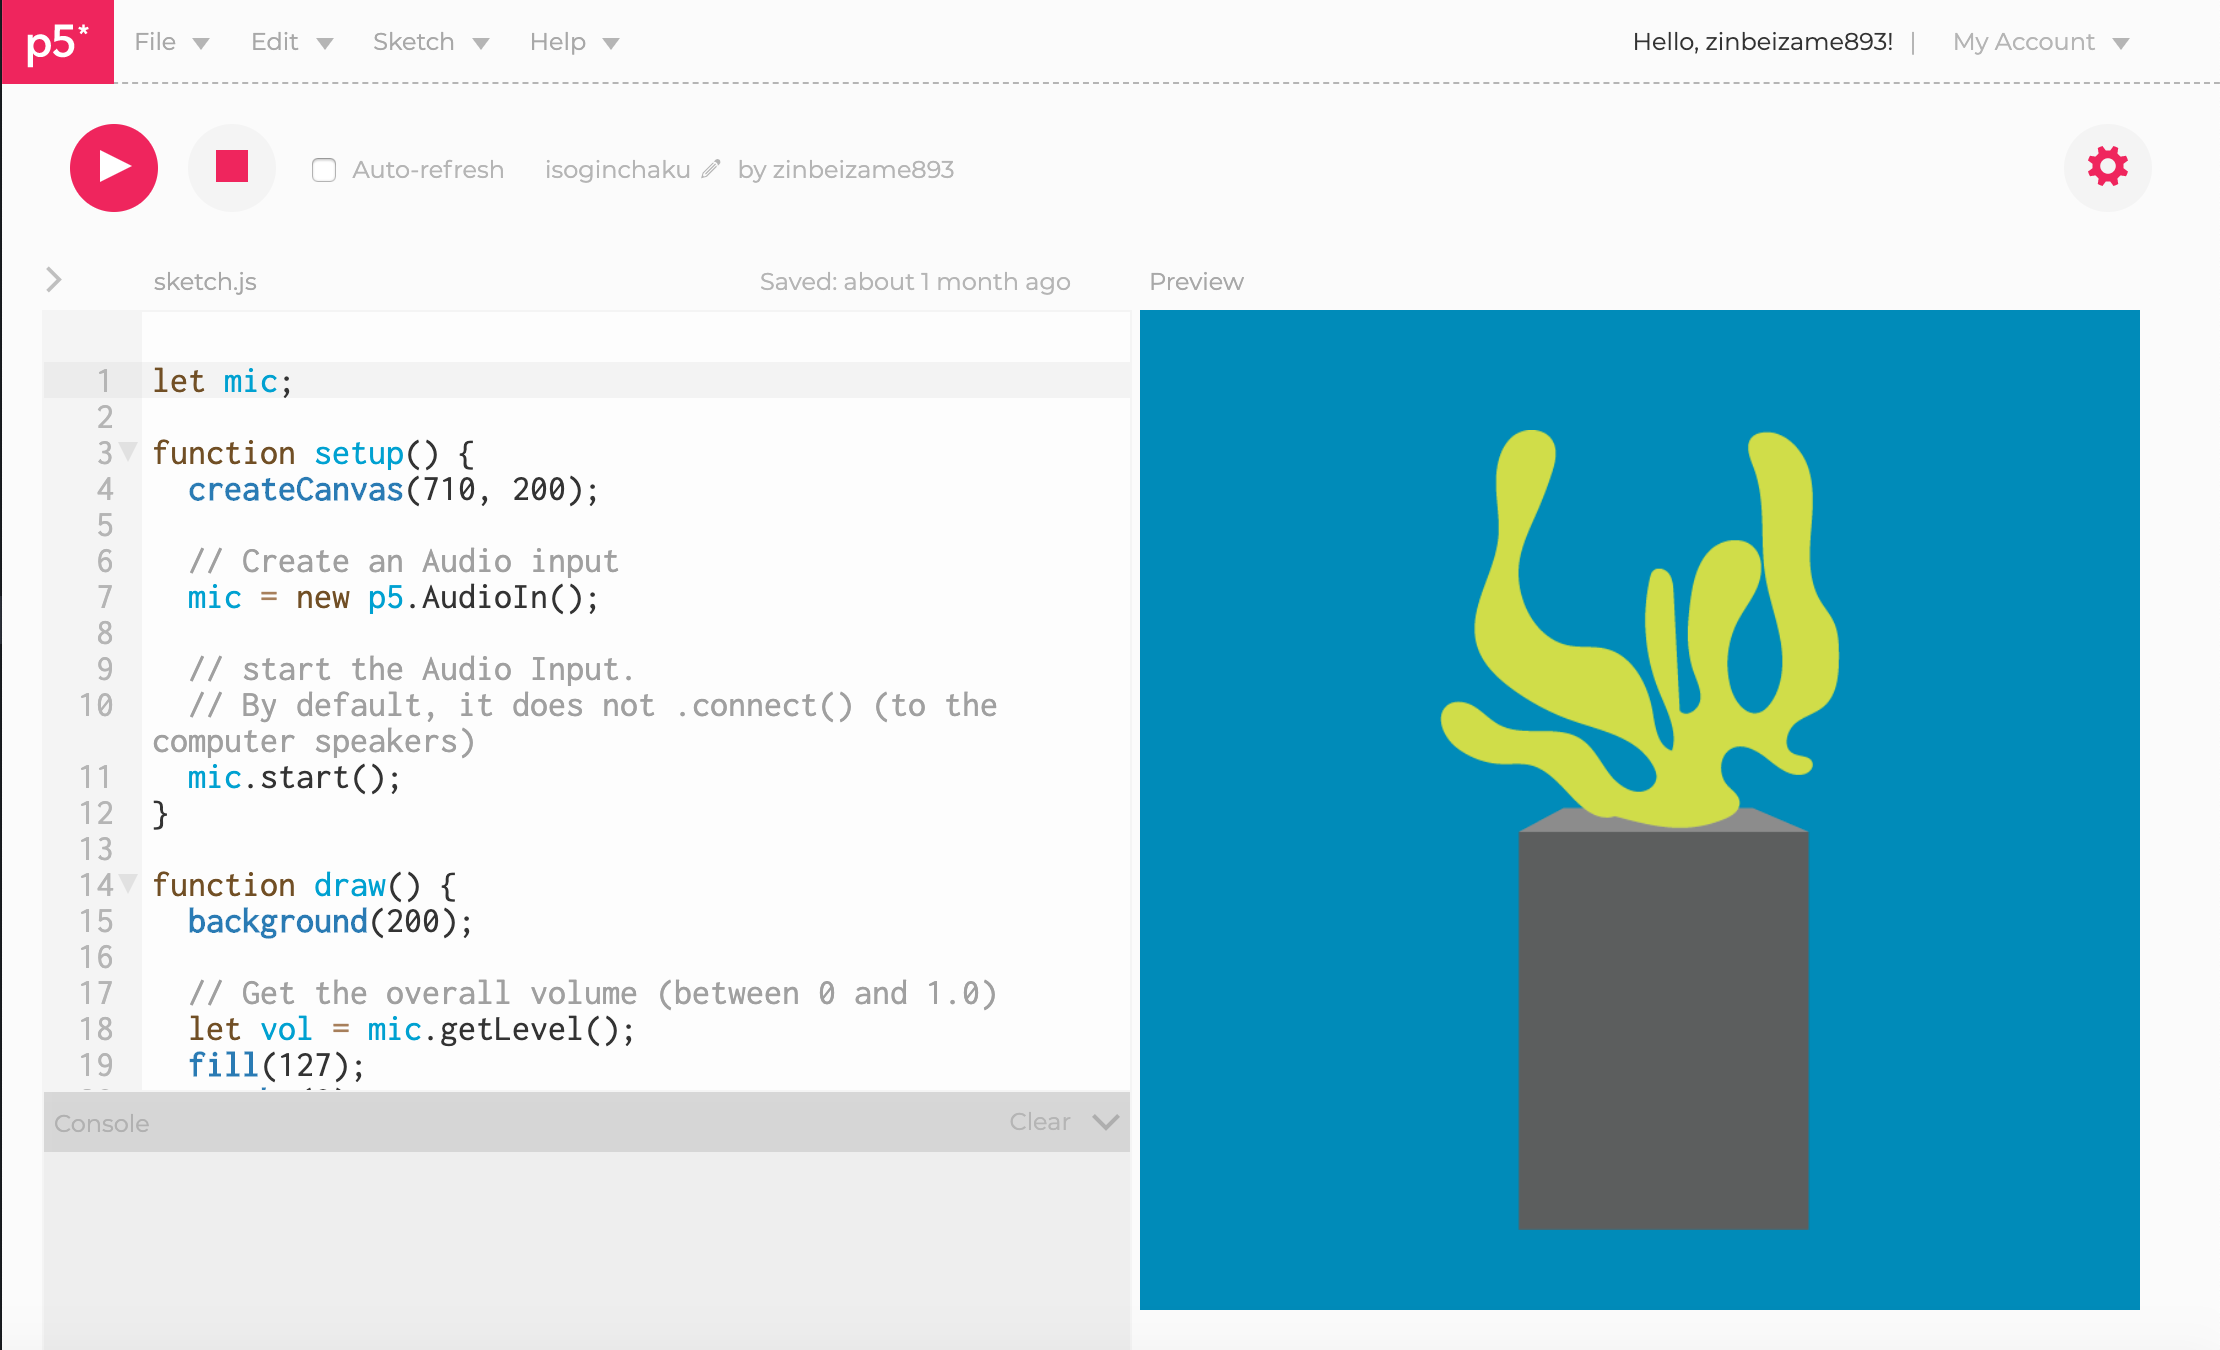 p5*
File Edit Sketch Help Hello, zinbeizame893! | My Account
Auto-refresh isoginchaku by zinbeizame893
sketch.js Saved: about 1 month ago Preview
1 let mic;
2
3 function setup() {
4 createCanvas(710, 200);
5
6 // Create an Audio input
7 mic = new p5.AudioIn();
8
9 // start the Audio Input.
10 // By default, it does not .connect() (to the
computer speakers)
11 mic.start();
12 }
13
14 function draw() {
15 background(200);
16
17 // Get the overall volume (between 0 and 1.0)
18 let vol = mic.getLevel();
19 fill(127);
Console Clear